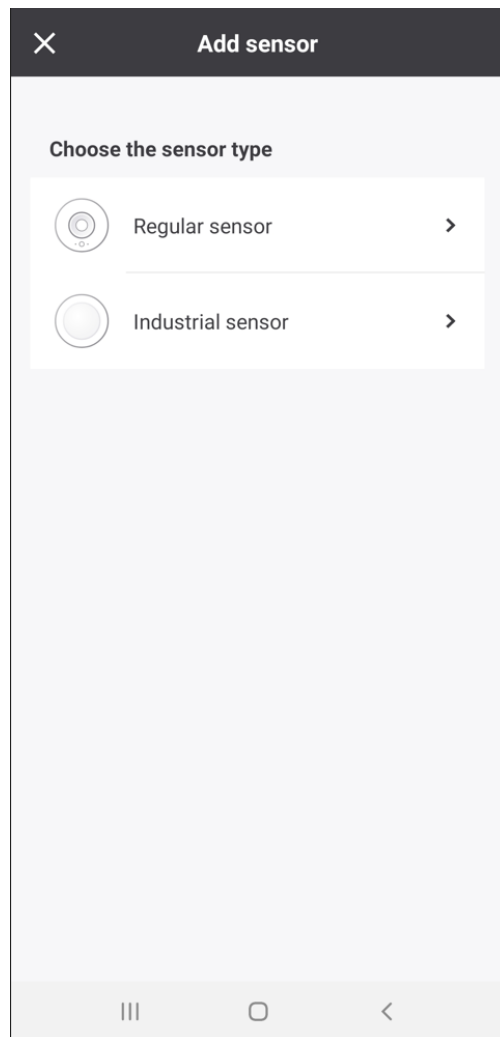 Add sensor
Choose the sensor type
Regular sensor
Industrial sensor